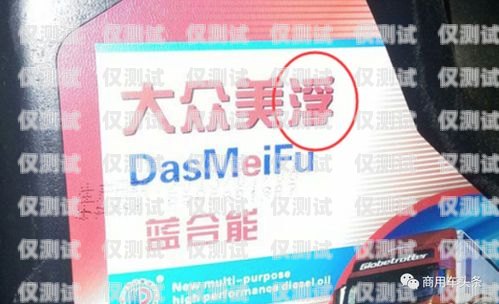 大众美浮
DasMeiFu
蓝合能
New multi-purpose
high performance diesel oil
Globetrotter
商用车头条
仅测试